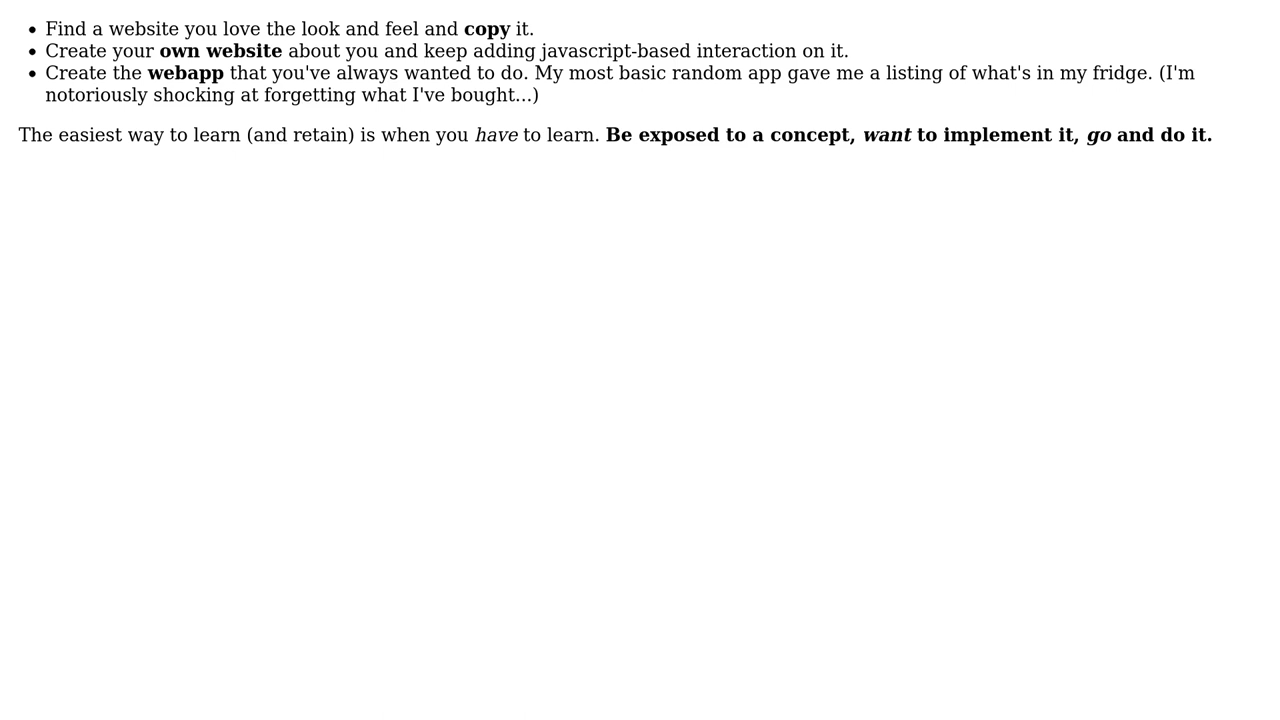 • Find a website you love the look and feel and copy it.
• Create your own website about you and keep adding javascript-based interaction on it.
• Create the webapp that you've always wanted to do. My most basic random app gave me a listing of what's in my fridge. (I'm
notoriously shocking at forgetting what I've bought...)
The easiest way to learn (and retain) is when you have to learn. Be exposed to a concept, want to implement it, go and do it.